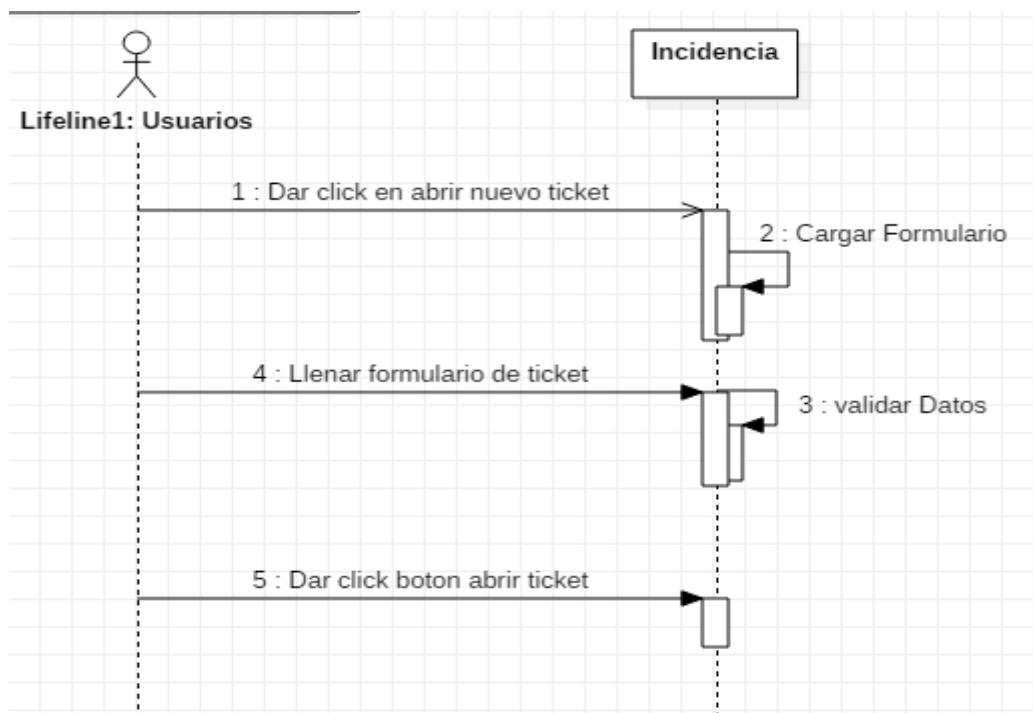 Incidencia
Lifeline1: Usuarios
1 : Dar click en abrir nuevo ticket
2 : Cargar Formulario
4 : Llenar formulario de ticket
3 : validar Datos
5 : Dar click boton abrir ticket